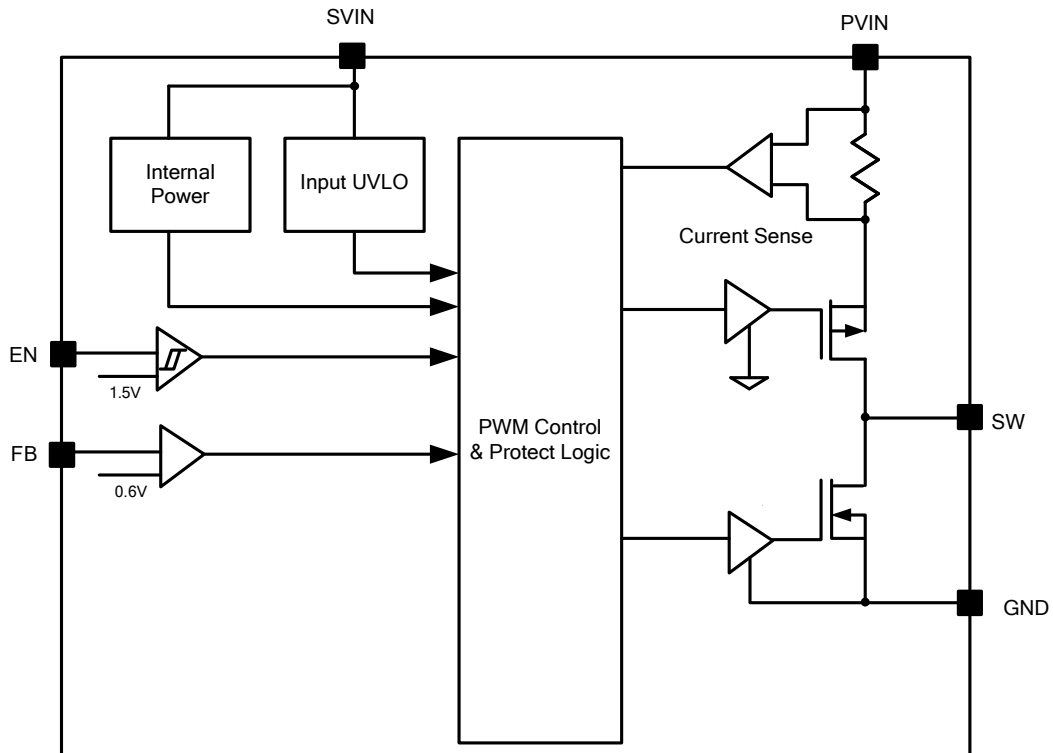 SVIN
PVIN
Internal
Power
Input UVLO
Current Sense
EN
1.5V
PWM Control
& Protect Logic
SW
FB
0.6V
GND